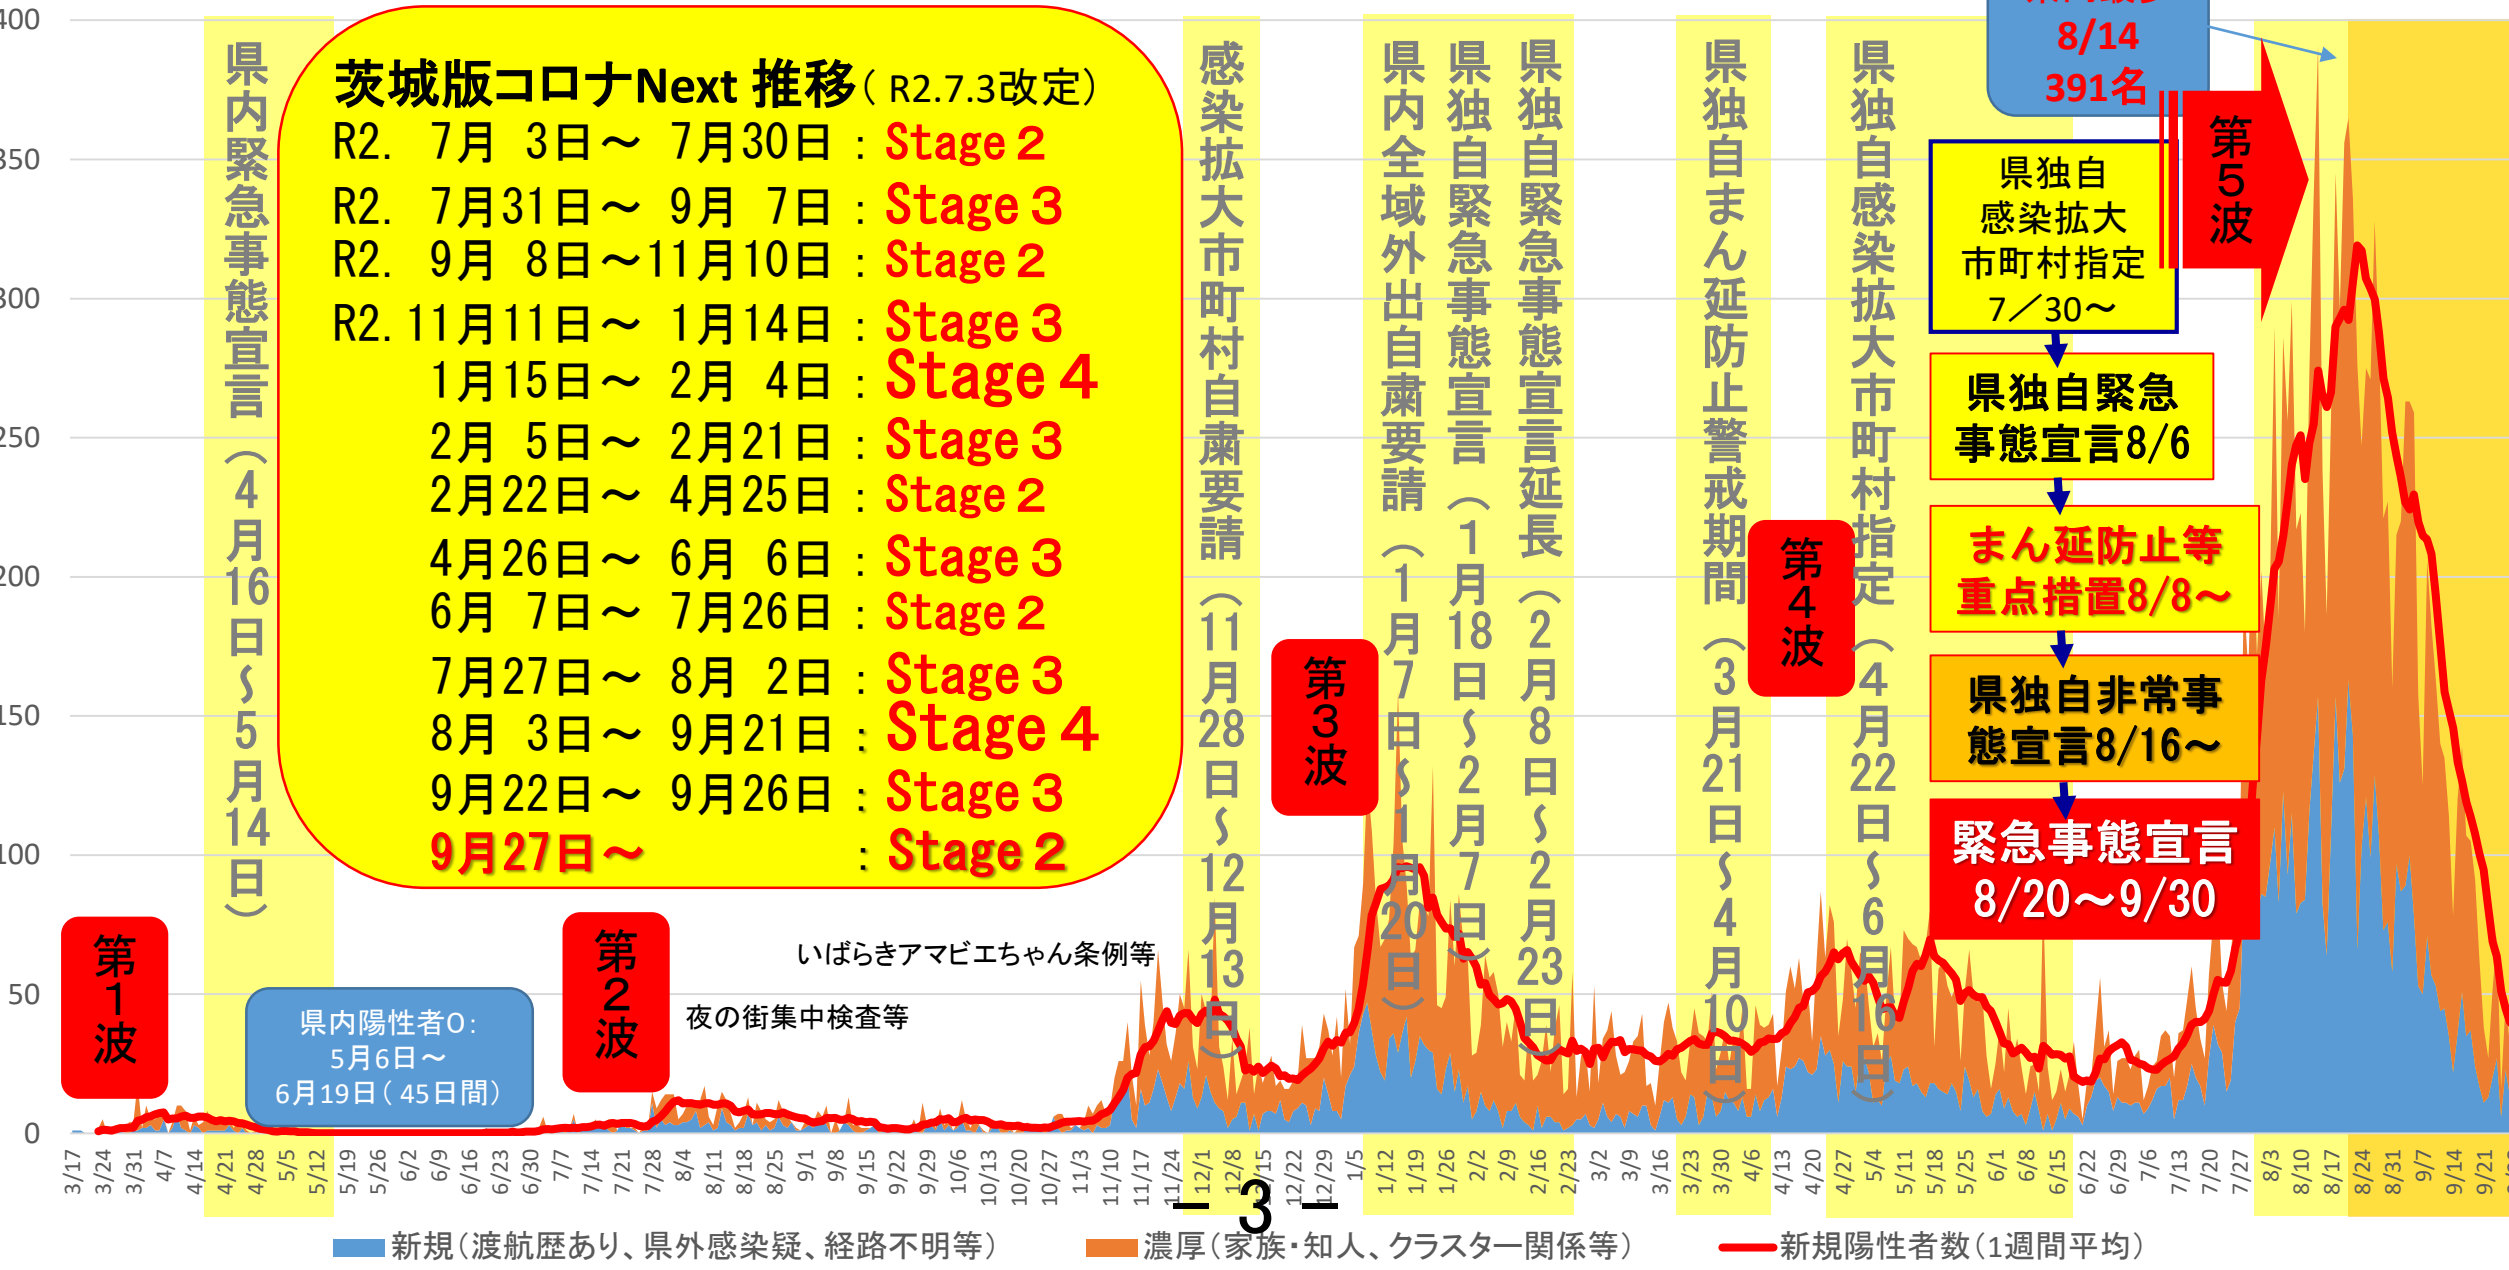 400
350
300
250
200
150
100
50
0
県内緊急事態宣言（4月16日～5月14日）
茨城版コロナNext 推移（R2.7.3改定）
R2. 7月 3日～ 7月30日：Stage２
R2. 7月31日～ 9月 7日：Stage３
R2. 9月 8日～11月10日：Stage２
R2. 11月11日～ 1月14日：Stage３
1月15日～ 2月 4日：Stage４
2月 5日～ 2月21日：Stage３
2月22日～ 4月25日：Stage２
4月26日～ 6月 6日：Stage３
6月 7日～ 7月26日：Stage２
7月27日～ 8月 2日：Stage３
8月 3日～ 9月21日：Stage４
9月22日～ 9月26日：Stage３
9月27日～ ：Stage２
感染拡大市町村自粛要請（11月28日～12月13日）
県内全域外出自粛要請（1月7日～1月20日）
県独自緊急事態宣言（1月18日～2月7日）
県独自緊急事態宣言延長（2月8日～2月23日）
県独自まん延防止警戒期間（3月21日～4月10日）
県独自感染拡大市町村指定（4月22日～6月16日）
8/14
391名
第5波
県独自
感染拡大
市町村指定
7／30～
県独自緊急
事態宣言8/6
まん延防止等
重点措置8/8～
県独自非常事
態宣言8/16～
緊急事態宣言
8/20～9/30
第1波
県内陽性者0：
5月6日～
6月19日（45日間）
第2波
いばらきアマビエちゃん条例等
夜の街集中検査等
第3波
第4波
3/17
3/24
3/31
4/7
4/14
4/21
4/28
5/5
5/12
5/19
5/26
6/2
6/9
6/16
6/23
6/30
7/7
7/14
7/21
7/28
8/4
8/11
8/18
8/25
9/1
9/8
9/15
9/22
9/29
10/6
10/13
10/20
10/27
11/3
11/10
11/17
11/24
12/1
12/8
12/15
12/22
12/29
1/5
1/12
1/19
1/26
2/2
2/9
2/16
2/23
3/2
3/9
3/16
3/23
3/30
4/6
4/13
4/20
4/27
5/4
5/11
5/18
5/25
6/1
6/8
6/15
6/22
6/29
7/6
7/13
7/20
7/27
8/3
8/10
8/17
8/24
8/31
9/7
9/14
9/21
－ 3 －
新規（渡航歴あり、県外感染疑、経路不明等）
濃厚（家族・知人、クラスター関係等）
新規陽性者数（1週間平均）